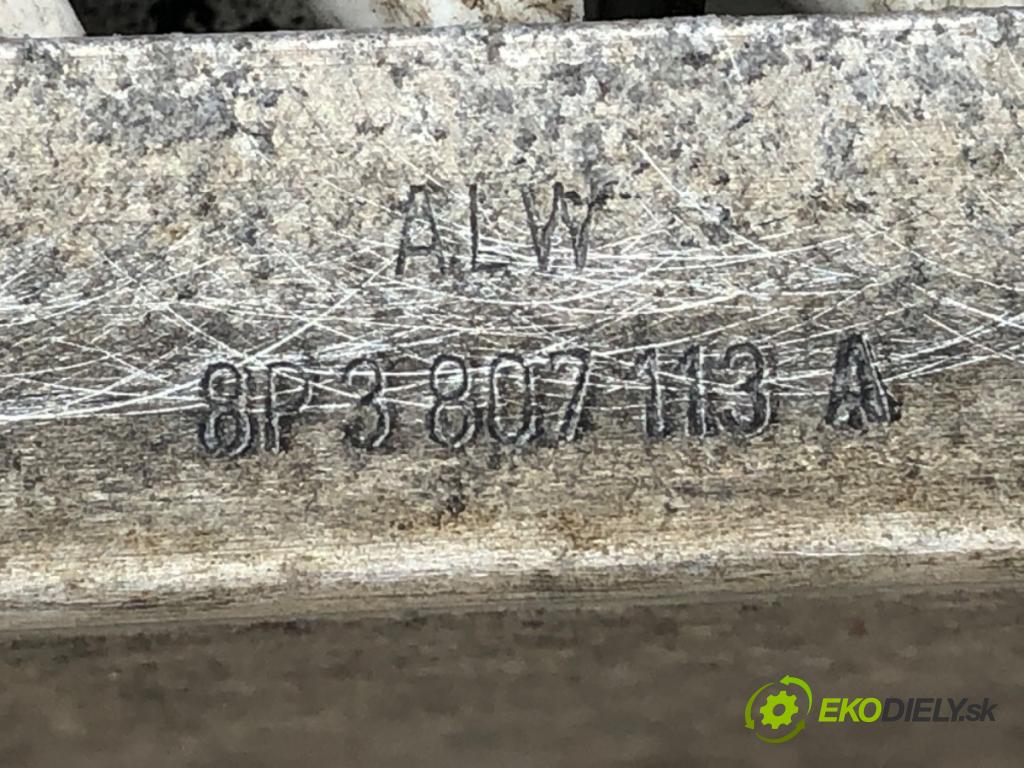 ALW
8P3 807 113 A
EKODIELY.sk